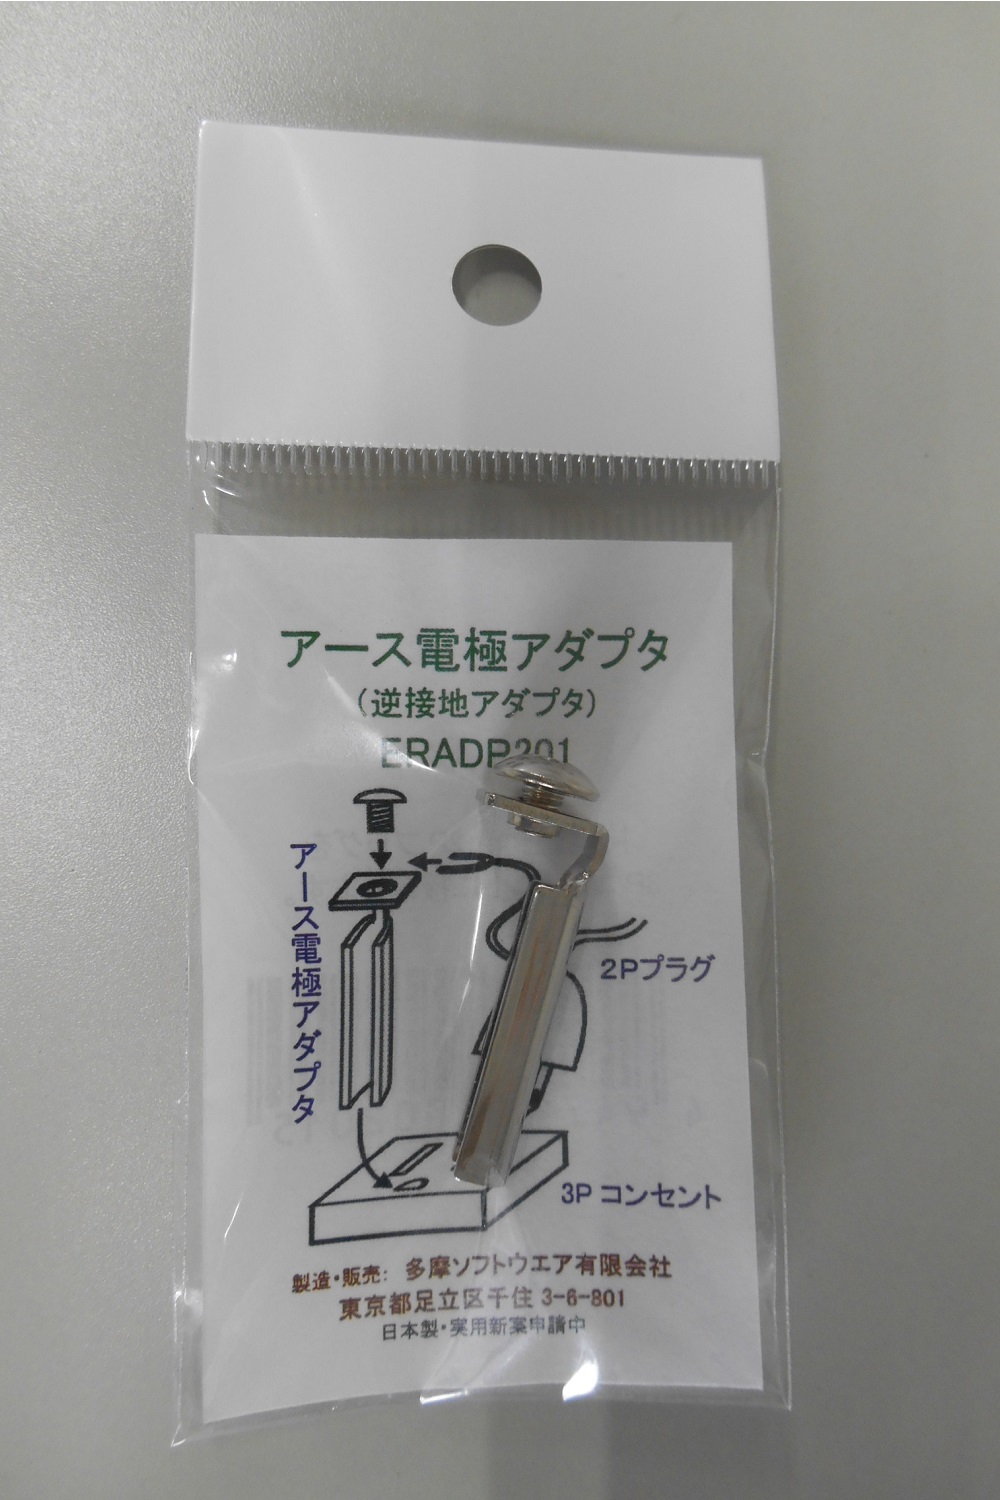 アース電極アダプタ
(逆接地アダプタ)
ERADP201
アース電極アダプタ
2Pプラグ
3P コンセント
製造・販売: 多摩ソフトウエア有限会社
東京都足立区千住 3-6-801
日本製・実用新案申請中